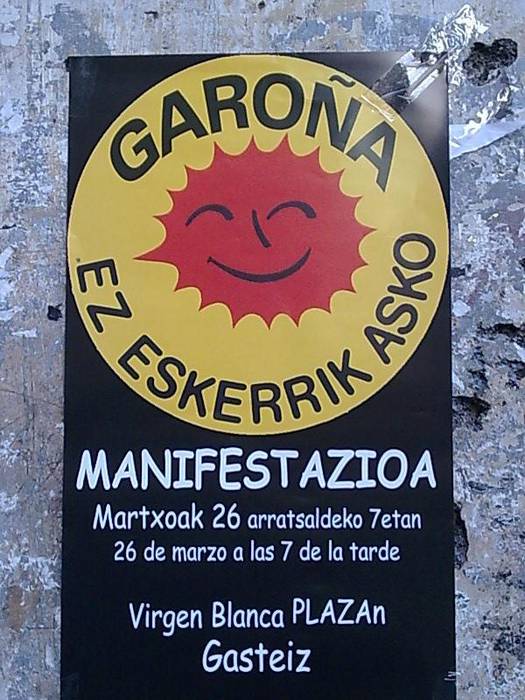 GAROÑA
EZ ESKERRIK ASKO
MANIFESTAZIOA
Martxoak 26 arratsaldeko 7etan
26 de marzo a las 7 de la tarde
Virgen Blanca PLAZAn
Gasteiz